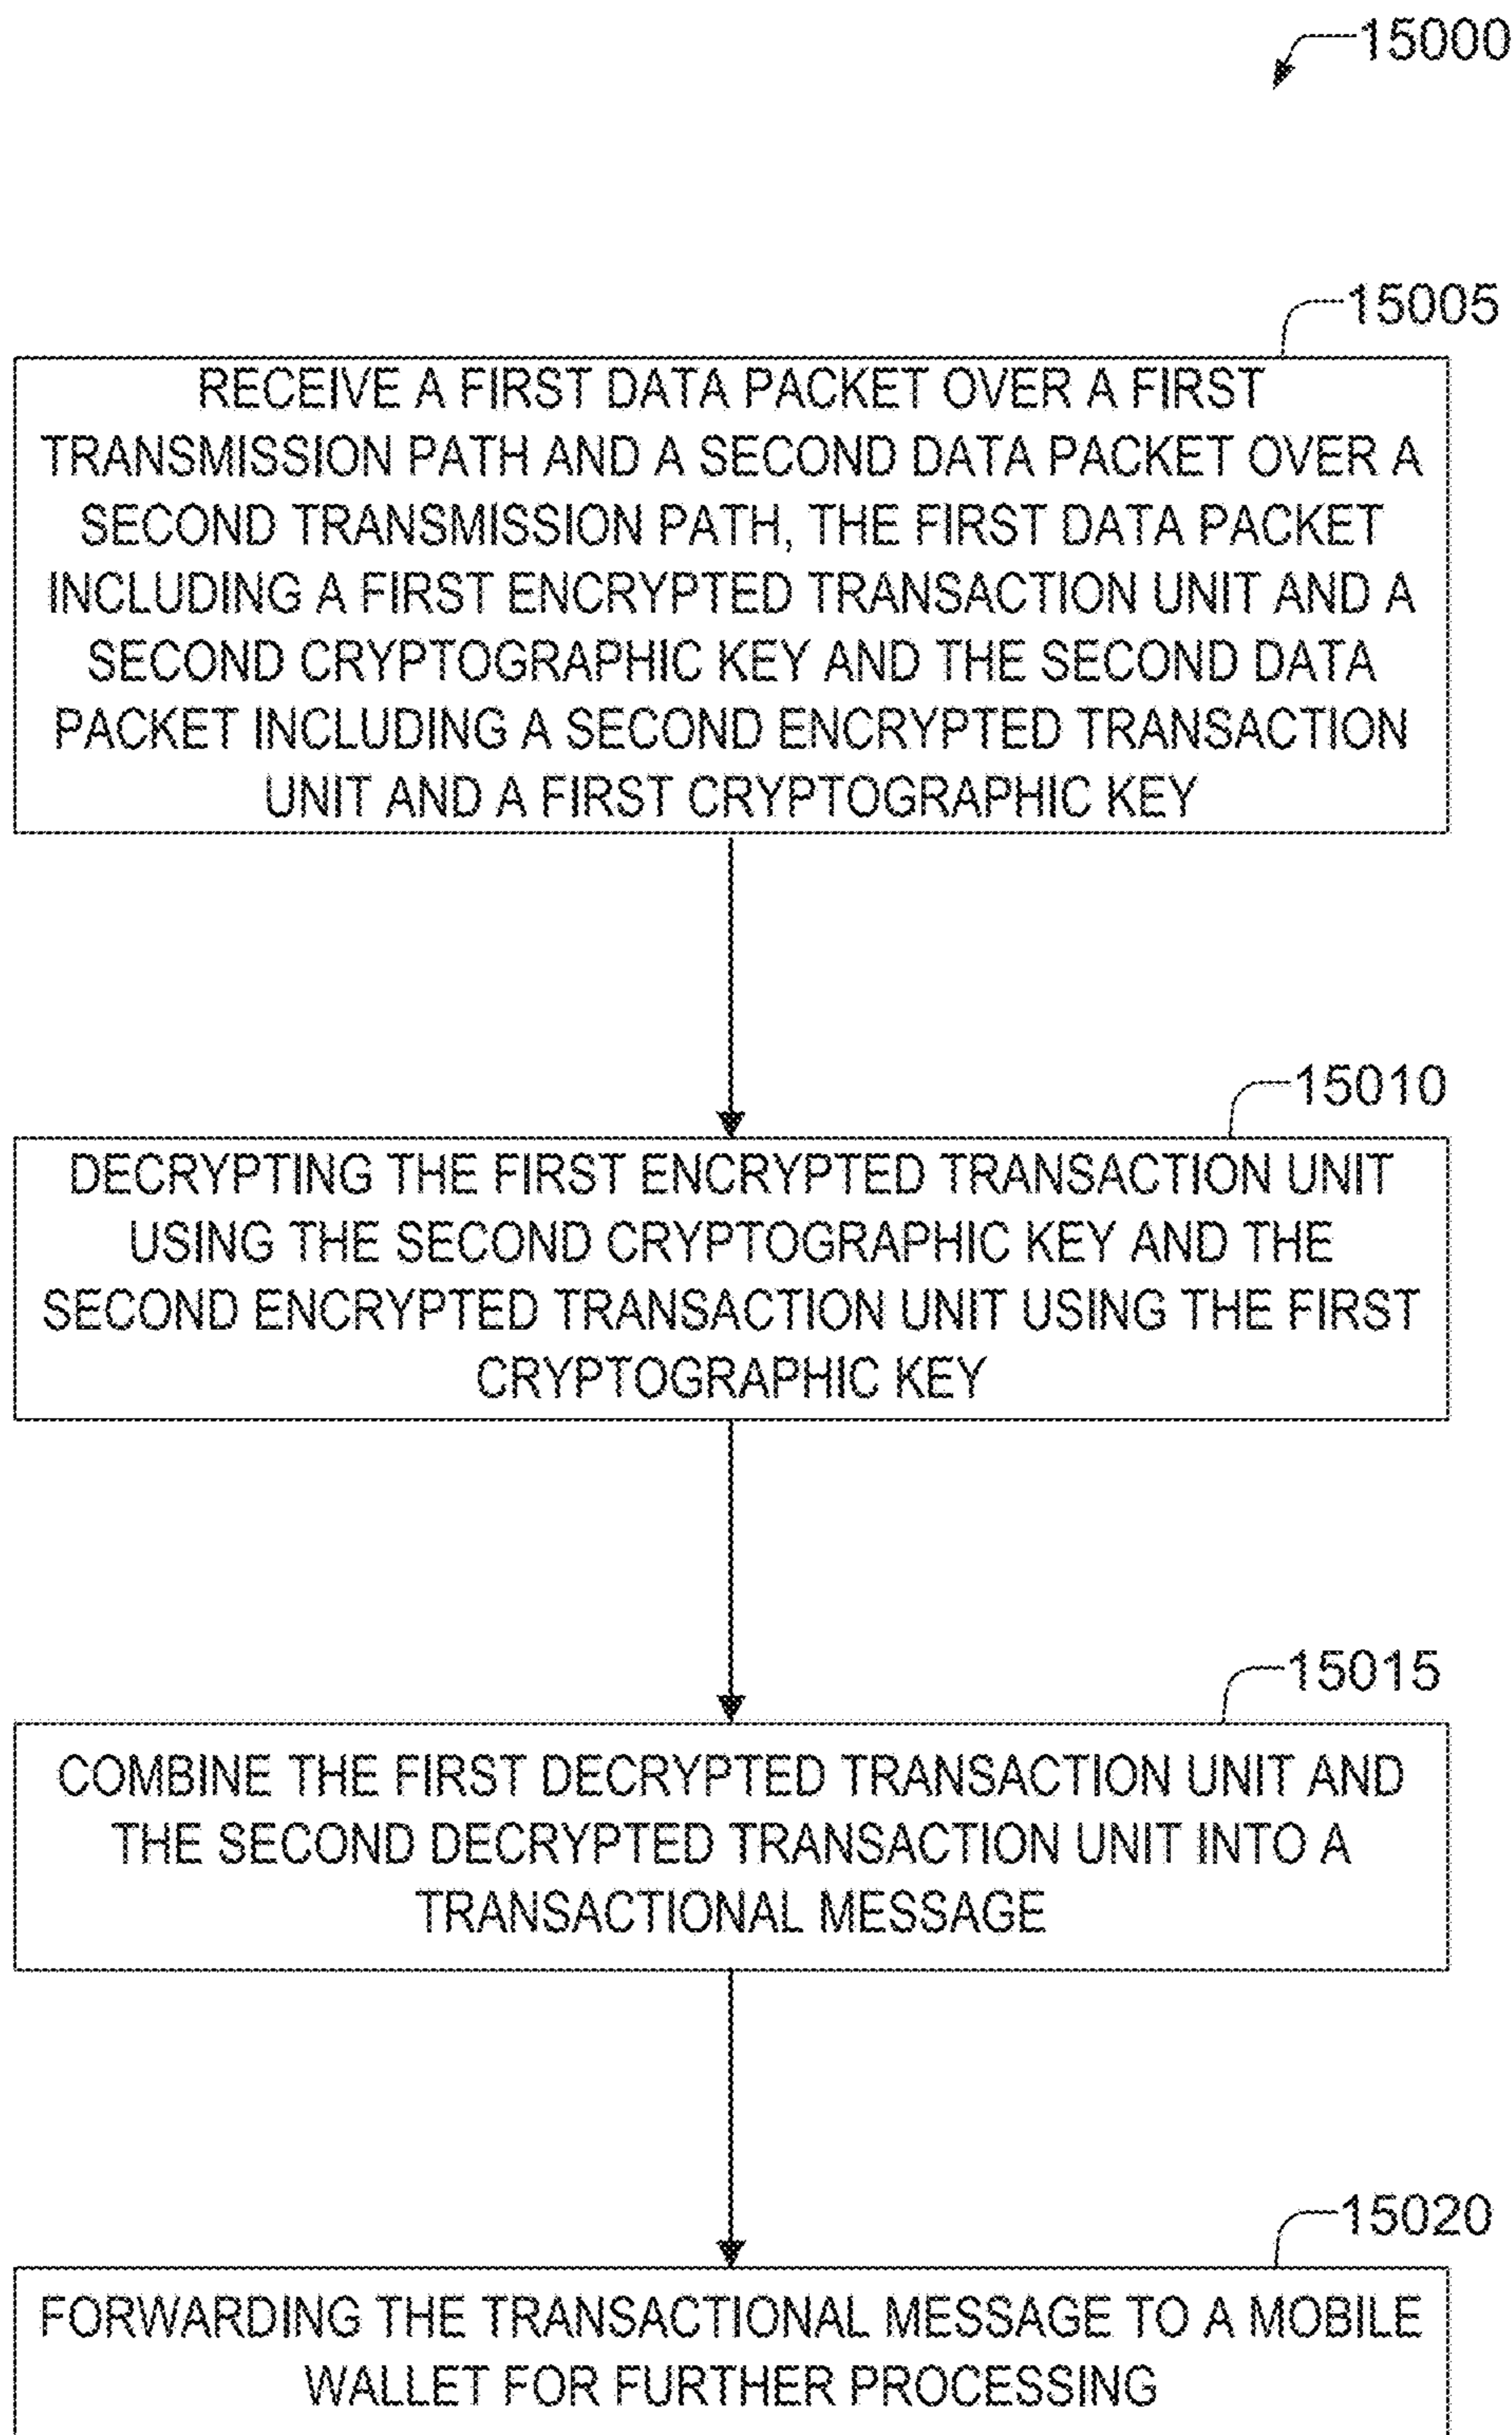 15000
15005
RECEIVE A FIRST DATA PACKET OVER A FIRST
TRANSMISSION PATH AND A SECOND DATA PACKET OVER A
SECOND TRANSMISSION PATH, THE FIRST DATA PACKET
INCLUDING A FIRST ENCRYPTED TRANSACTION UNIT AND A
SECOND CRYPTOGRAPHIC KEY AND THE SECOND DATA
PACKET INCLUDING A SECOND ENCRYPTED TRANSACTION
UNIT AND A FIRST CRYPTOGRAPHIC KEY
15010
DECRYPTING THE FIRST ENCRYPTED TRANSACTION UNIT
USING THE SECOND CRYPTOGRAPHIC KEY AND THE
SECOND ENCRYPTED TRANSACTION UNIT USING THE FIRST
CRYPTOGRAPHIC KEY
15015
COMBINE THE FIRST DECRYPTED TRANSACTION UNIT AND
THE SECOND DECRYPTED TRANSACTION UNIT INTO A
TRANSACTIONAL MESSAGE
15020
FORWARDING THE TRANSACTIONAL MESSAGE TO A MOBILE
WALLET FOR FURTHER PROCESSING